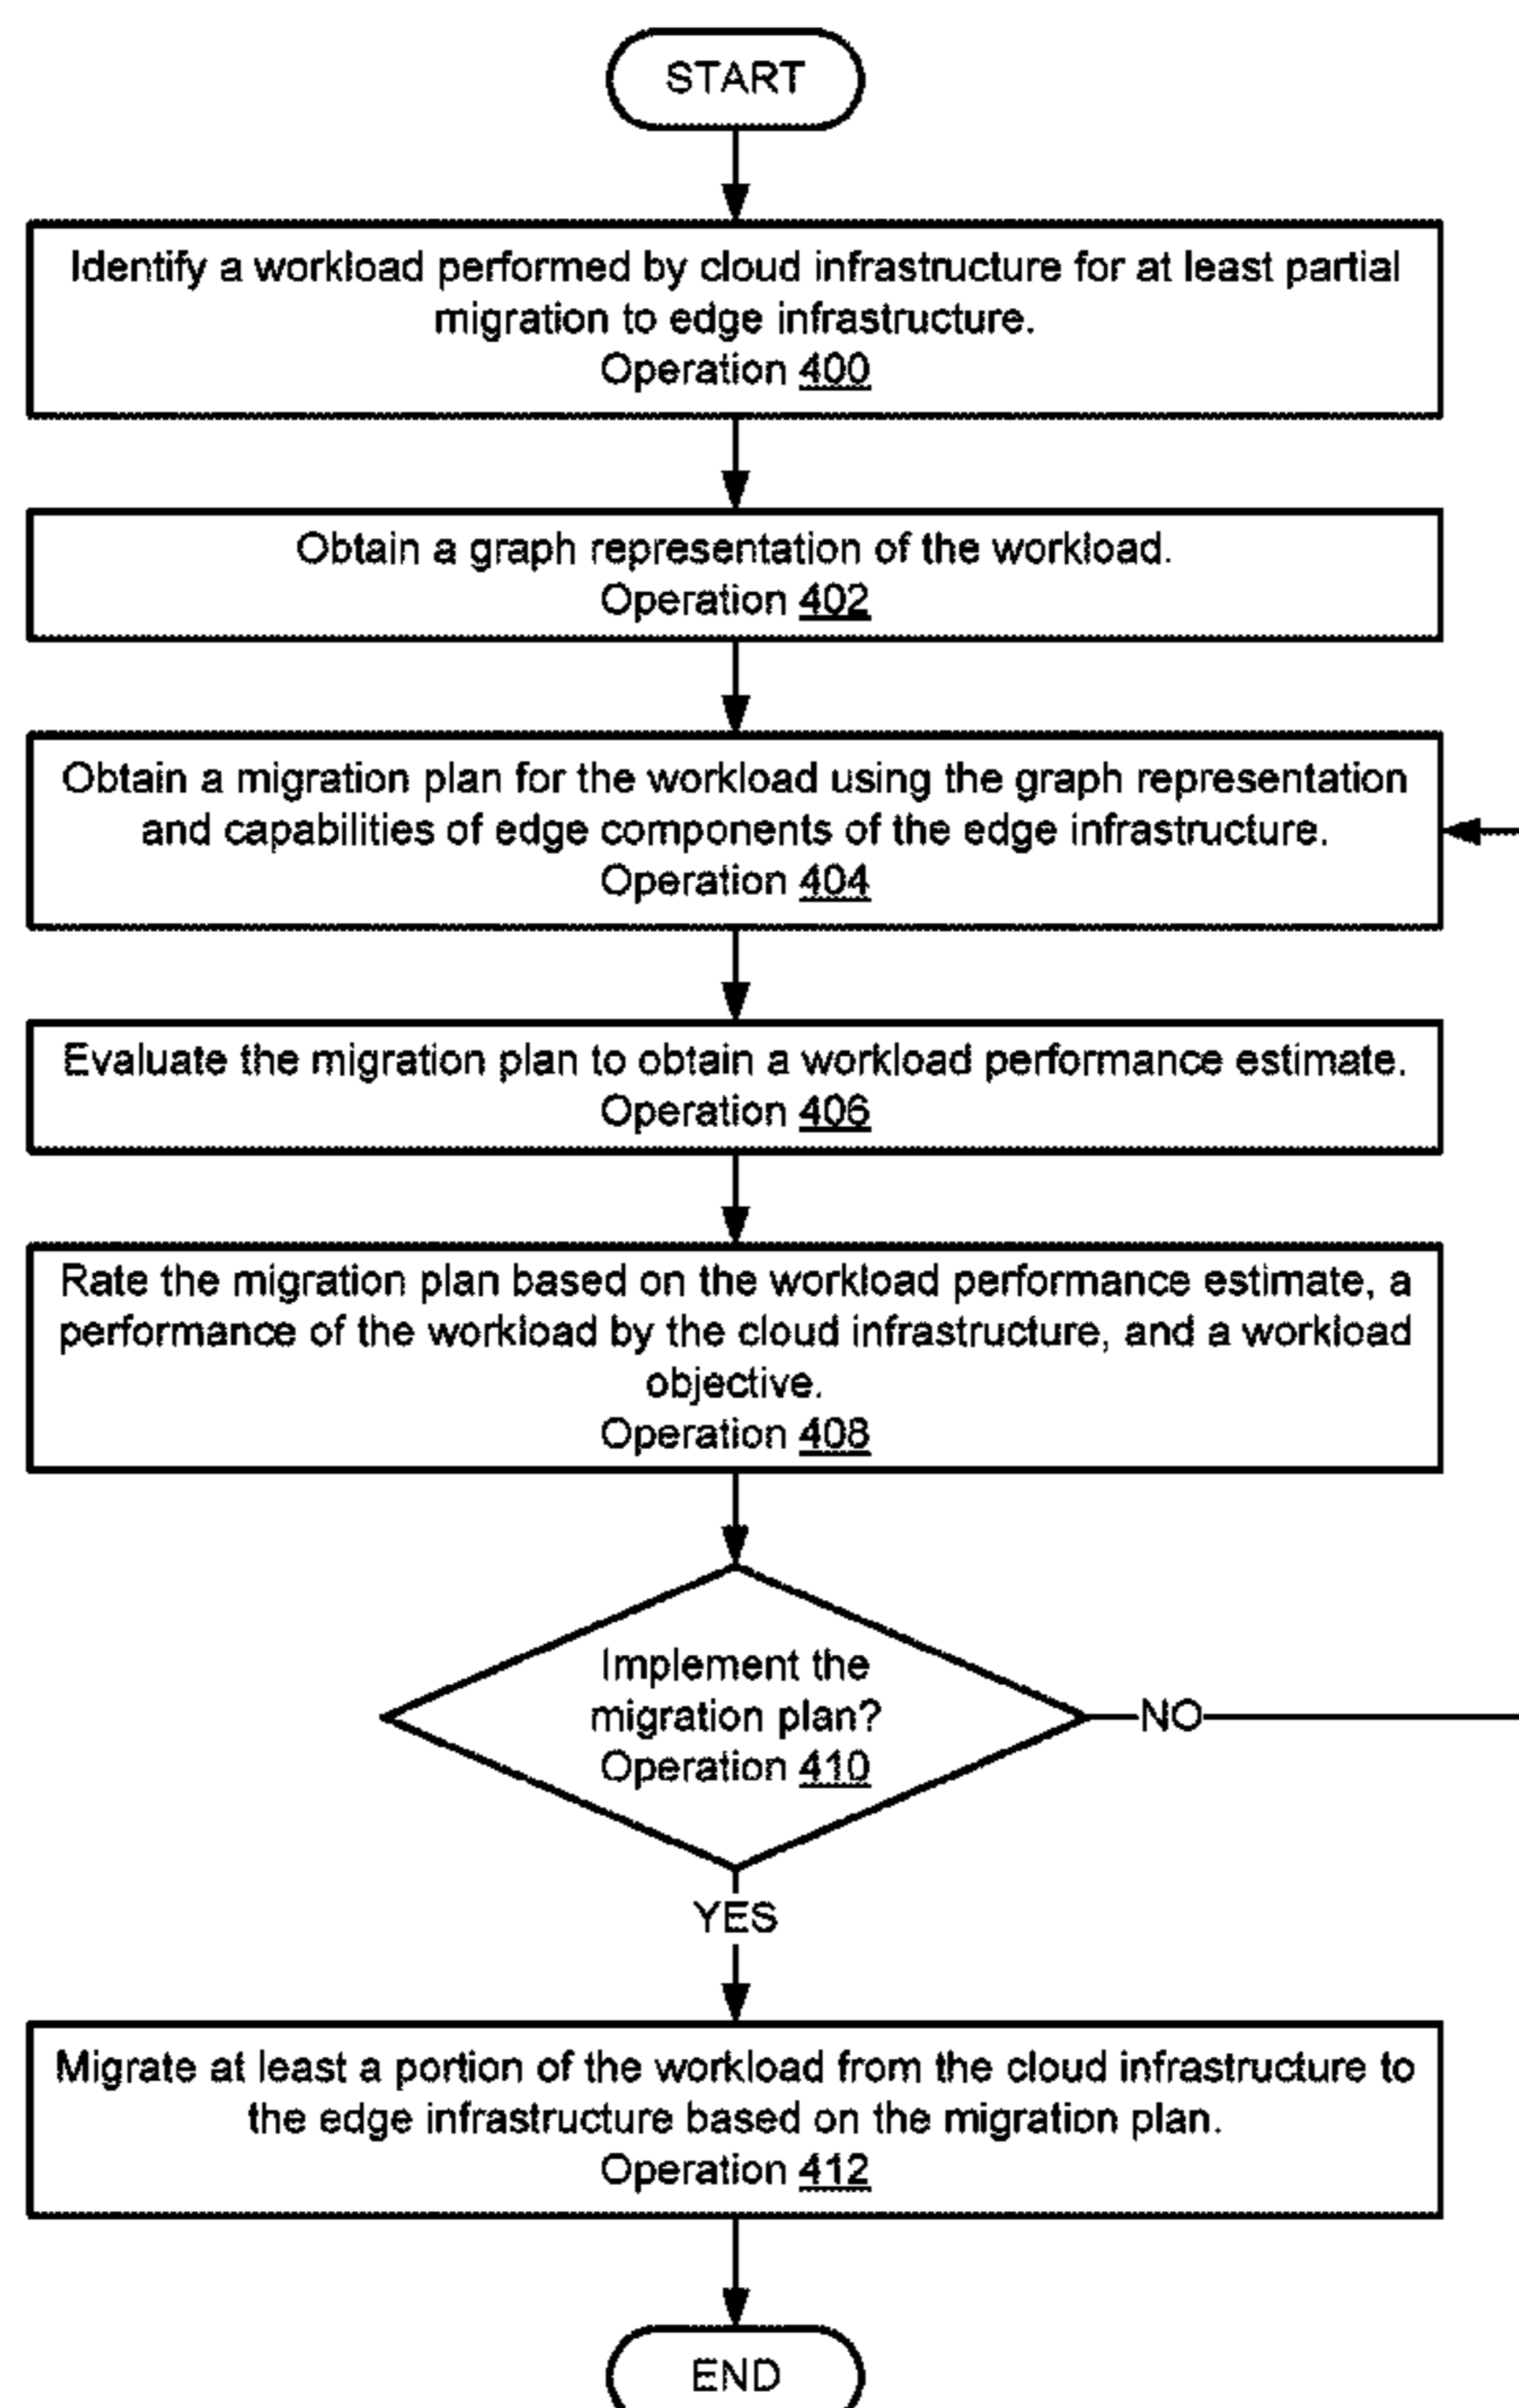 START
Identify a workload performed by cloud infrastructure for at least partial
migration to edge infrastructure.
Operation 400
Obtain a graph representation of the workload.
Operation 402
Obtain a migration plan for the workload using the graph representation
and capabilities of edge components of the edge infrastructure.
Operation 404
Evaluate the migration plan to obtain a workload performance estimate.
Operation 406
Rate the migration plan based on the workload performance estimate, a
performance of the workload by the cloud infrastructure, and a workload
objective.
Operation 408
Implement the
migration plan?
Operation 410
NO
YES
Migrate at least a portion of the workload from the cloud infrastructure to
the edge infrastructure based on the migration plan.
Operation 412
END